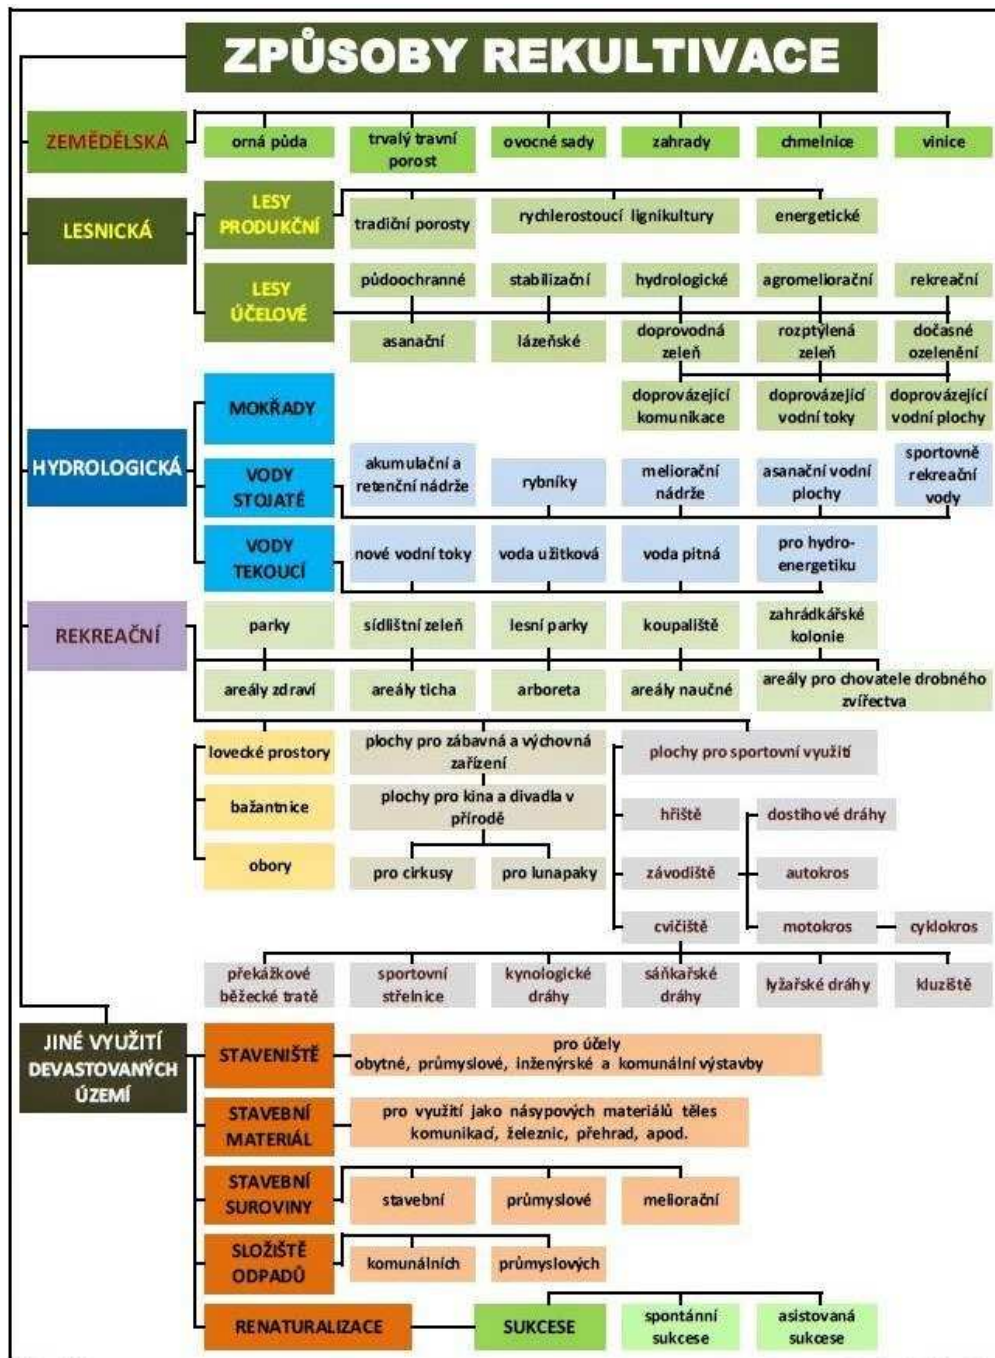 ZPŮSOBY REKULTIVACE
ZEMĚDĚLSKÁ
orná půda
trvalý travní
porost
ovocné sady
zahrady
chmelnice
vinice
LESNICKÁ
LESY
PRODUKČNÍ
tradiční porosty
rychlerostoucí lignikultury
energetické
LESY
ÚČELOVÉ
půdoochranné
stabilizační
hydrologické
agromeliorační
rekreační
asanační
lázeňské
doprovodná
zeleň
rozptýlená
zeleň
dočasné
ozelenění
doprovázející
komunikace
doprovázející
vodní toky
doprovázející
vodní plochy
HYDROLOGICKÁ
MOKŘADY
VODY
STOJATÉ
akumulační a
retenční nádrže
rybníky
meliorační
nádrže
asanační vodní
plochy
sportovně
rekreační
vody
VODY
TEKOUCÍ
nové vodní toky
voda užitková
voda pitná
pro hydro-
energetiku
REKREAČNÍ
parky
sídlištní zeleň
lesní parky
koupaliště
zahrádkářské
kolonie
areály zdraví
areály ticha
arboreta
areály naučné
areály pro chovatele drobného
zvířectva
lovecké prostory
plochy pro zábavná a výchovná
zařízení
plochy pro sportovní využití
bažantnice
plochy pro kina a divadla v
přírodě
hřiště
dostihové dráhy
obory
pro cirkusy
pro lunapaky
závodiště
autokros
cvičiště
motokros
cyklokros
překážkové
běžecké tratě
sportovní
střelnice
kynologické
dráhy
sáňkařské
dráhy
lyžařské dráhy
kluziště
JINÉ VYUŽITÍ
DEVASTOVANÝCH
ÚZEMÍ
STAVENIŠTĚ
pro účely
obytné, průmyslové, inženýrské a komunální výstavby
STAVEBNÍ
MATERIÁL
pro využití jako násypových materiálů těles
komunikací, železnic, přehrad, apod.
STAVEBNÍ
SUROVINY
stavební
průmyslové
meliorační
SLOŽIŠTĚ
ODPADŮ
komunálních
průmyslových
RENATURALIZACE
SUKCESE
spontánní
sukcese
asistovaná
sukcese